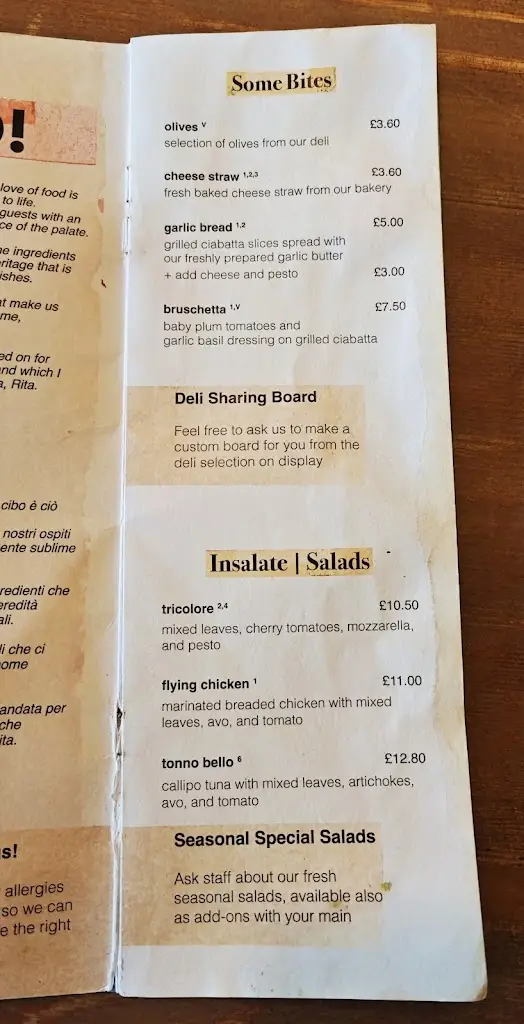 O!
love of food is
to life.
guests with an
ce of the palate.
ne ingredients
ritage that is
ishes.
at make us
me,
ed on for
and which I
a, Rita.
cibo è ciò
nostri ospiti
ente sublime
redienti che
eredità
ali.
li che ci
nome
andata per
che
ita.
s!
allergies
so we can
e the right
Some Bites
olives V £3.60
selection of olives from our deli
cheese straw 1,2,3 £3.60
fresh baked cheese straw from our bakery
garlic bread 1,2 £5.00
grilled ciabatta slices spread with
our freshly prepared garlic butter
+ add cheese and pesto £3.00
bruschetta 1,V £7.50
baby plum tomatoes and
garlic basil dressing on grilled ciabatta
Deli Sharing Board
Feel free to ask us to make a
custom board for you from the
deli selection on display
Insalate | Salads
tricolore 2,4 £10.50
mixed leaves, cherry tomatoes, mozzarella,
and pesto
flying chicken 1 £11.00
marinated breaded chicken with mixed
leaves, avo, and tomato
tonno bello 6 £12.80
callipo tuna with mixed leaves, artichokes,
avo, and tomato
Seasonal Special Salads
Ask staff about our fresh
seasonal salads, available also
as add-ons with your main